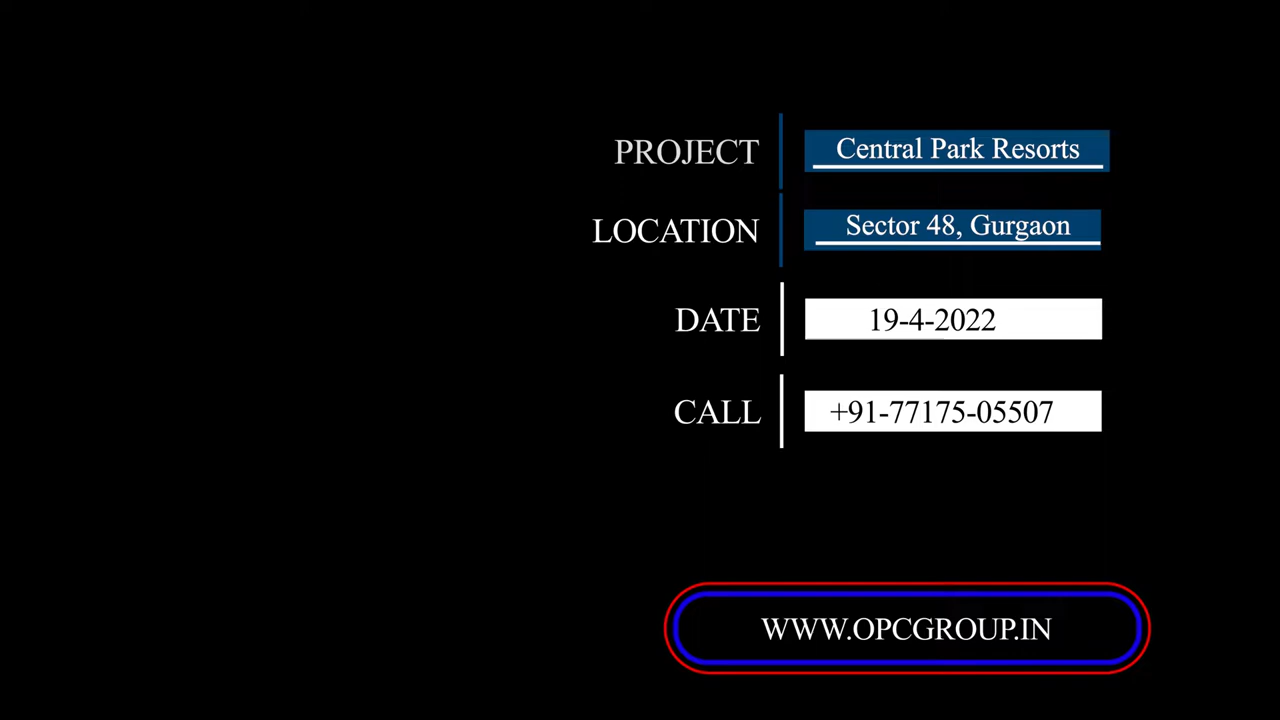 PROJECT Central Park Resorts
LOCATION Sector 48, Gurgaon
DATE 19-4-2022
CALL +91-77175-05507
WWW.OPCGROUP.IN